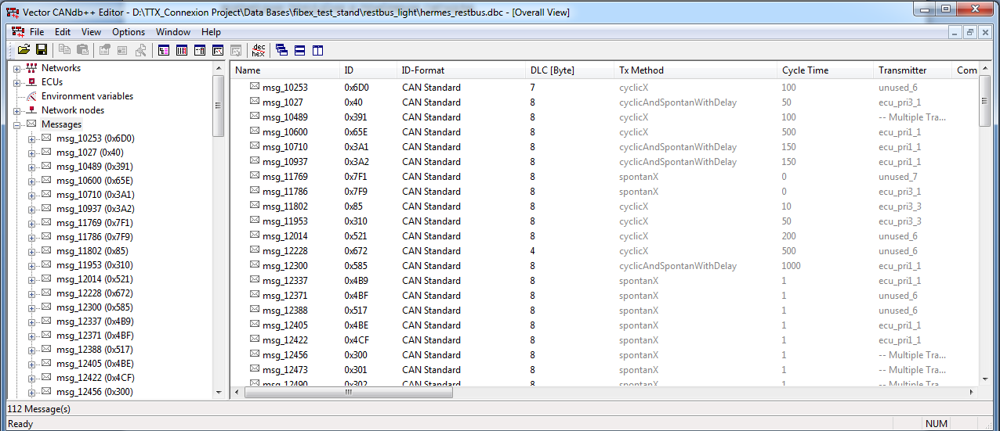 Vector CANdb++ Editor - D:\TTX_Connexion Project\Data Bases\fibex_test_stand\restbus_light\hermes_restbus.dbc - [Overall View]
File Edit View Options Window Help
.dec
hex
Networks
ECUs
Environment variables
Network nodes
Messages
msg_10253 (0x6D0)
msg_1027 (0x40)
msg_10489 (0x391)
msg_10600 (0x65E)
msg_10710 (0x3A1)
msg_10937 (0x3A2)
msg_11769 (0x7F1)
msg_11786 (0x7F9)
msg_11802 (0x85)
msg_11953 (0x310)
msg_12014 (0x521)
msg_12228 (0x672)
msg_12300 (0x585)
msg_12337 (0x4B9)
msg_12371 (0x4BF)
msg_12388 (0x517)
msg_12405 (0x4BE)
msg_12422 (0x4CF)
msg_12456 (0x300)
Name ID ID-Format DLC [Byte] Tx Method Cycle Time Transmitter Com
msg_10253 0x6D0 CAN Standard 7 cyclicX 100 unused_6
msg_1027 0x40 CAN Standard 8 cyclicAndSpontanWithDelay 50 ecu_pri3_1
msg_10489 0x391 CAN Standard 8 cyclicX 100 -- Multiple Tra...
msg_10600 0x65E CAN Standard 8 cyclicX 500 ecu_pri1_1
msg_10710 0x3A1 CAN Standard 8 cyclicAndSpontanWithDelay 150 ecu_pri1_1
msg_10937 0x3A2 CAN Standard 8 cyclicAndSpontanWithDelay 150 ecu_pri1_1
msg_11769 0x7F1 CAN Standard 8 spontanX 0 unused_7
msg_11786 0x7F9 CAN Standard 8 spontanX 0 ecu_pri3_1
msg_11802 0x85 CAN Standard 8 cyclicX 10 ecu_pri3_3
msg_11953 0x310 CAN Standard 8 cyclicX 50 ecu_pri3_3
msg_12014 0x521 CAN Standard 8 cyclicX 200 unused_6
msg_12228 0x672 CAN Standard 4 cyclicX 500 unused_6
msg_12300 0x585 CAN Standard 8 cyclicAndSpontanWithDelay 1000 ecu_pri1_1
msg_12337 0x4B9 CAN Standard 8 spontanX 1 ecu_pri1_1
msg_12371 0x4BF CAN Standard 8 spontanX 1 unused_6
msg_12388 0x517 CAN Standard 8 spontanX 1 unused_6
msg_12405 0x4BE CAN Standard 8 spontanX 1 ecu_pri1_1
msg_12422 0x4CF CAN Standard 8 spontanX 1 ecu_pri1_1
msg_12456 0x300 CAN Standard 8 spontanX 1 -- Multiple Tra...
msg_12473 0x301 CAN Standard 8 spontanX 1 -- Multiple Tra...
msg_12490 0x302 CAN Standard 8 spontanX 1 -- Multiple Tra...
112 Message(s)
Ready NUM